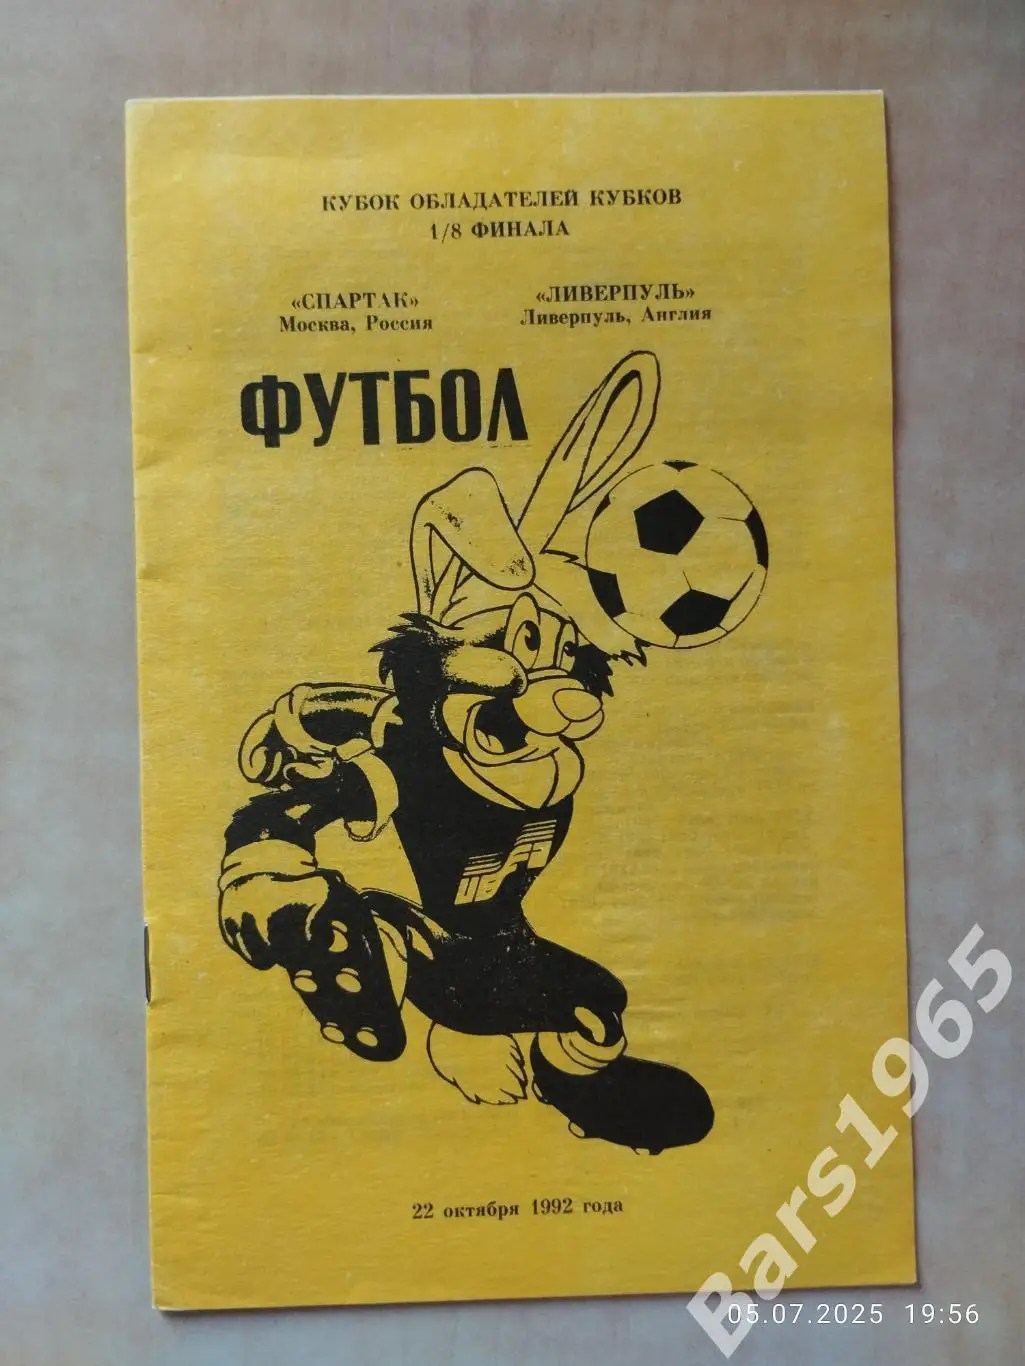 КУБОК ОБЛАДАТЕЛЕЙ КУБКОВ
1/8 ФИНАЛА
«СПАРТАК» «ЛИВЕРПУЛЬ»
Москва, Россия Ливерпуль, Англия
ФУТБОЛ
22 октября 1992 года
Bars1965
05.07.2025 19:56